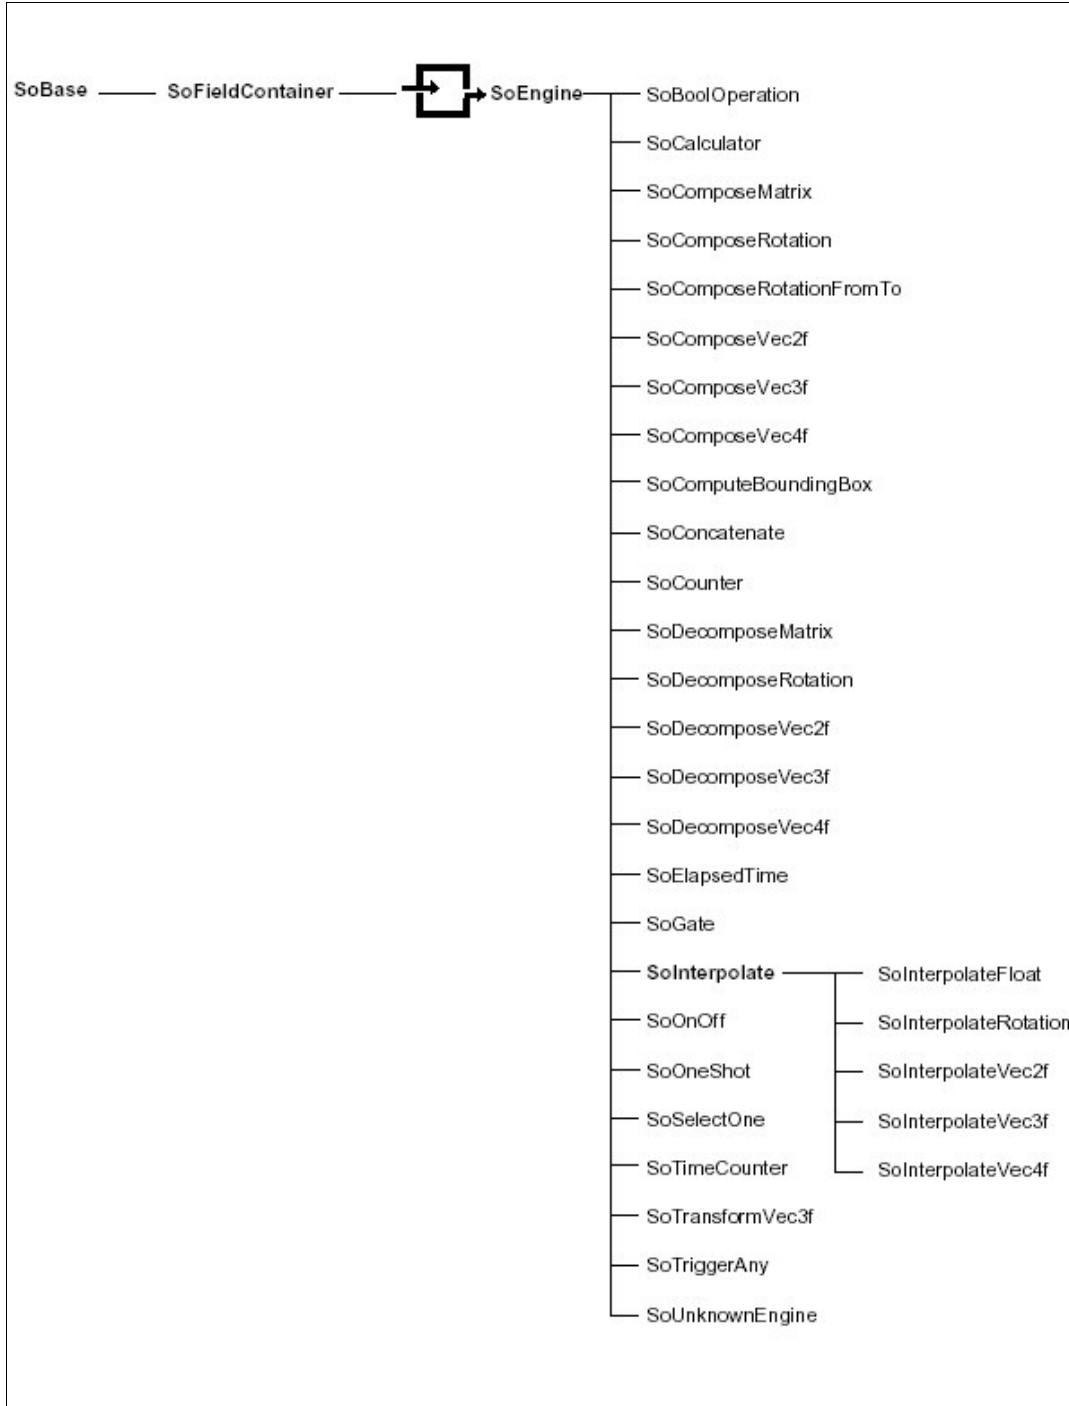 SoBase SoFieldContainer SoEngine SoBoolOperation
SoCalculator
SoComposeMatrix
SoComposeRotation
SoComposeRotationFromTo
SoComposeVec2f
SoComposeVec3f
SoComposeVec4f
SoComputeBoundingBox
SoConcatenate
SoCounter
SoDecomposeMatrix
SoDecomposeRotation
SoDecomposeVec2f
SoDecomposeVec3f
SoDecomposeVec4f
SoElapsedTime
SoGate
SoInterpolate SoInterpolateFloat
SoOnOff SoInterpolateRotation
SoOneShot SoInterpolateVec2f
SoSelectOne SoInterpolateVec3f
SoTimeCounter SoInterpolateVec4f
SoTransformVec3f
SoTriggerAny
SoUnknownEngine